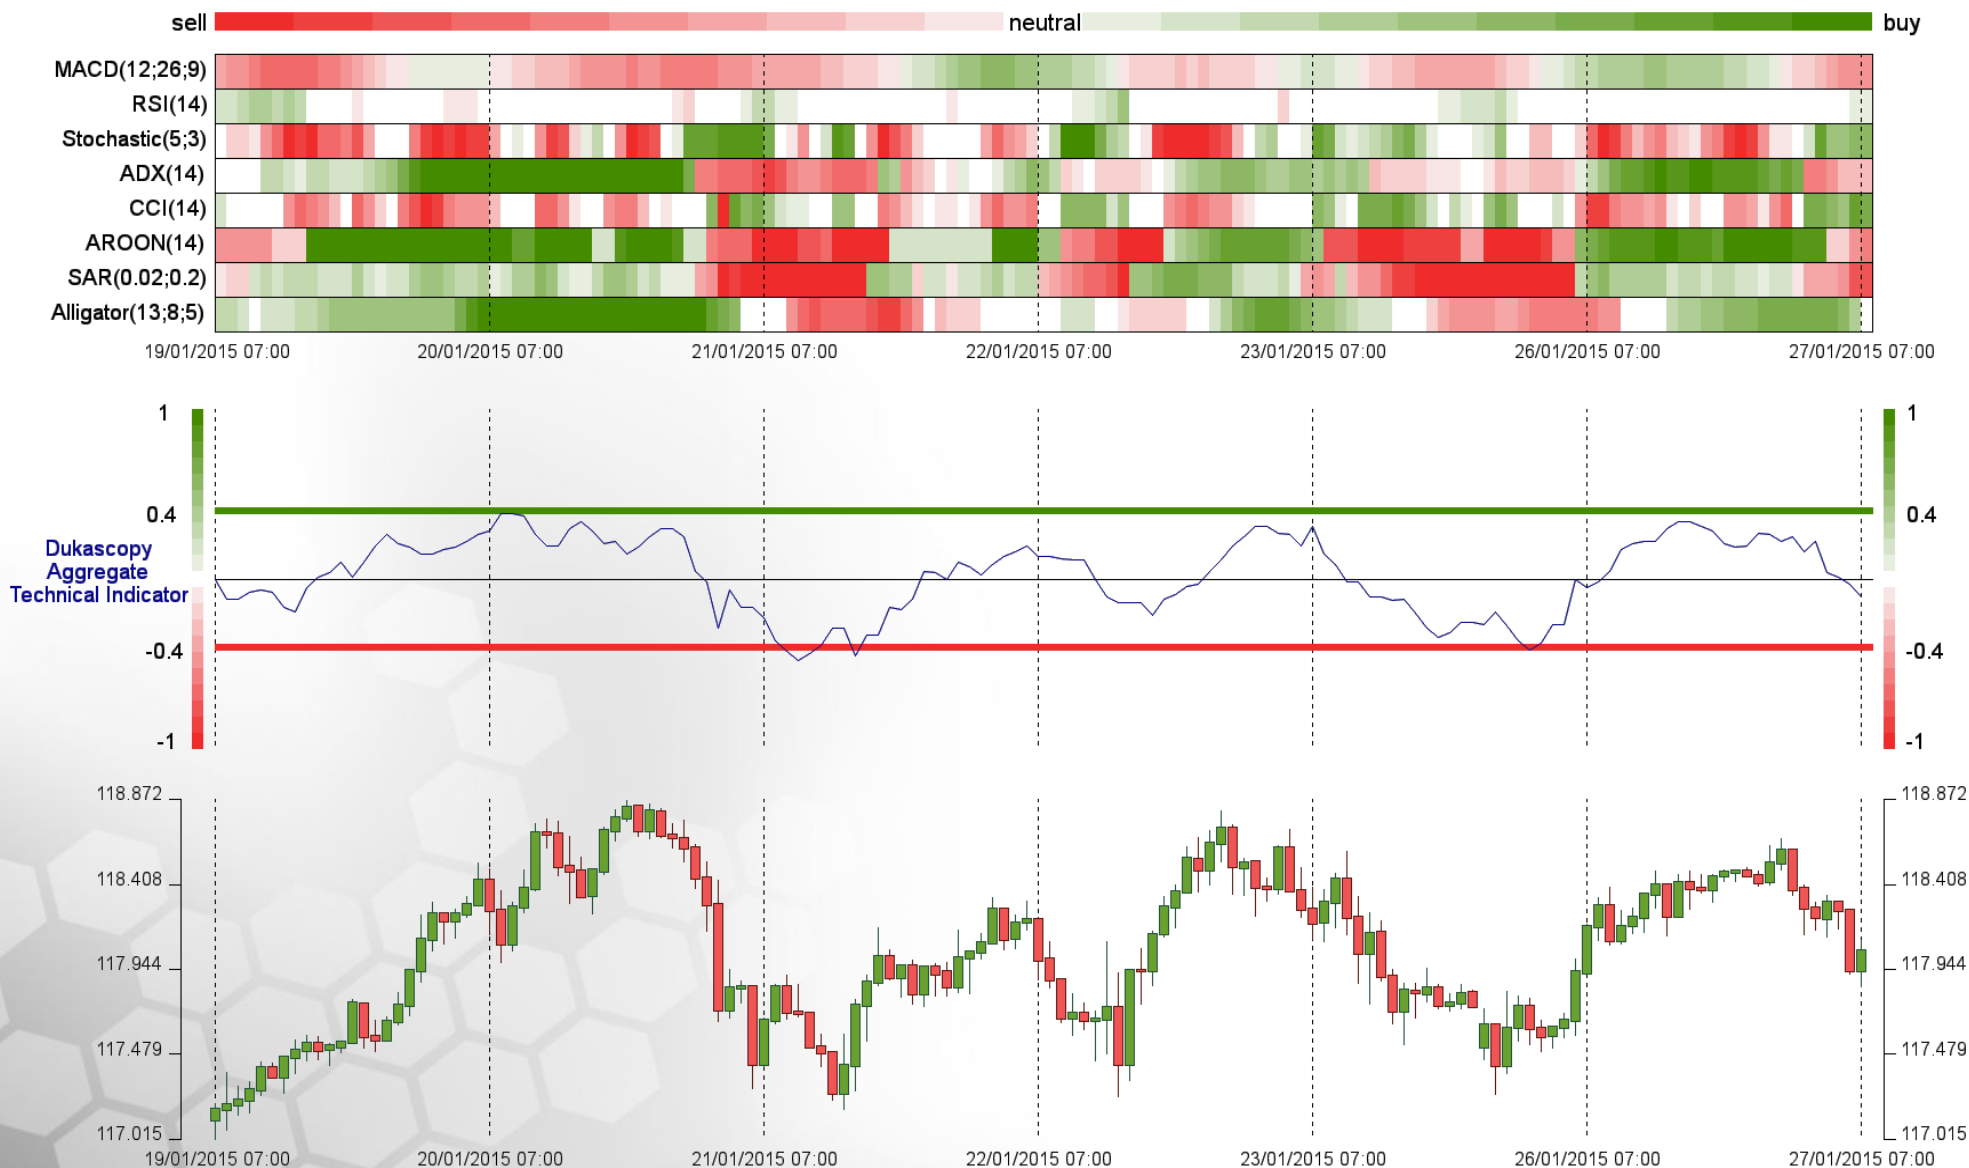 sell neutral buy
MACD(12;26;9)
RSI(14)
Stochastic(5;3)
ADX(14)
CCI(14)
AROON(14)
SAR(0.02;0.2)
Alligator(13;8;5)
19/01/2015 07:00 20/01/2015 07:00 21/01/2015 07:00 22/01/2015 07:00 23/01/2015 07:00 26/01/2015 07:00 27/01/2015 07:00
1 1
0.4 0.4
Dukascopy
Aggregate
Technical Indicator
-0.4 -0.4
-1 -1
118.872 118.872
118.408 118.408
117.944 117.944
117.479 117.479
117.015 117.015
19/01/2015 07:00 20/01/2015 07:00 21/01/2015 07:00 22/01/2015 07:00 23/01/2015 07:00 26/01/2015 07:00 27/01/2015 07:00